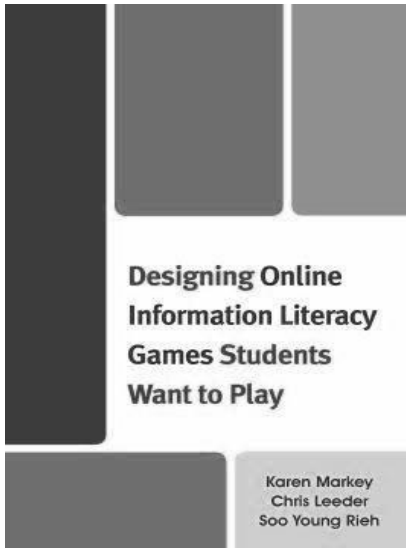 Designing Online
Information Literacy
Games Students
Want to Play
Karen Markey
Chris Leeder
Soo Young Rieh